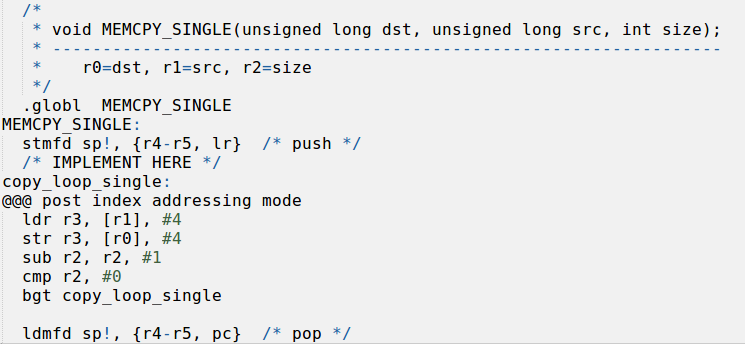 /*
 * void MEMCPY_SINGLE(unsigned long dst, unsigned long src, int size);
 * -------------------------------------------------------------------
 *    r0=dst, r1=src, r2=size
 */
  .globl  MEMCPY_SINGLE
MEMCPY_SINGLE:
  stmfd sp!, {r4-r5, lr}  /* push */
  /* IMPLEMENT HERE */
copy_loop_single:
@@@ post index addressing mode
  ldr r3, [r1], #4
  str r3, [r0], #4
  sub r2, r2, #1
  cmp r2, #0
  bgt copy_loop_single
  ldmfd sp!, {r4-r5, pc}  /* pop */